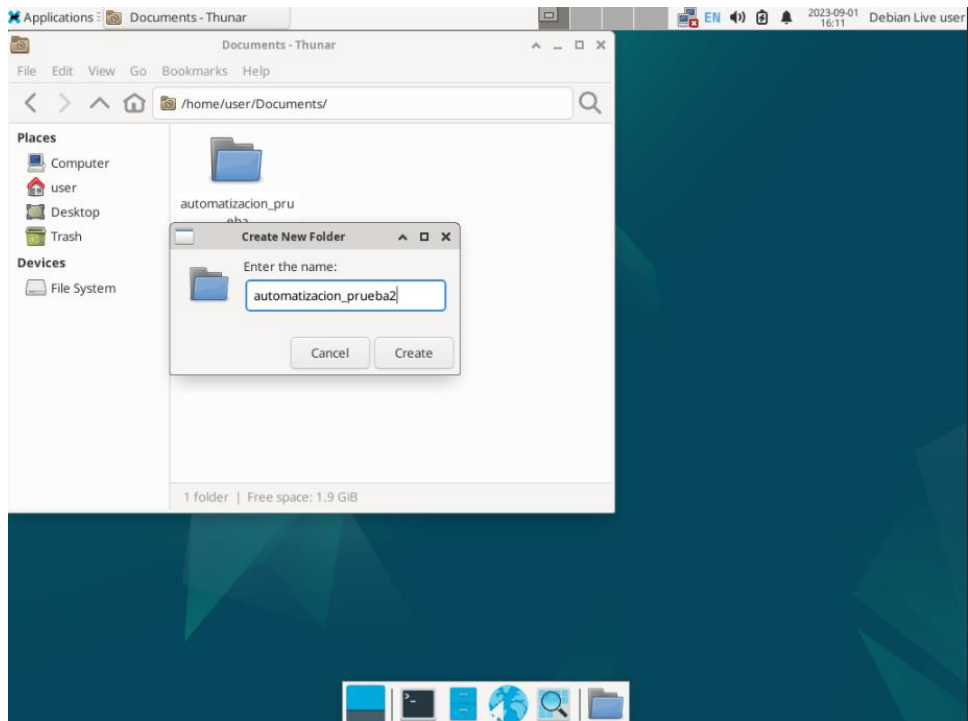 Applications Documents - Thunar EN 2023-09-01 16:11 Debian Live user
Documents - Thunar
File Edit View Go Bookmarks Help
/home/user/Documents/
Places
Computer
user
Desktop
Trash
Devices
File System
automatizacion_pru
eba
Create New Folder
Enter the name:
automatizacion_prueba2
Cancel Create
1 folder | Free space: 1.9 GiB